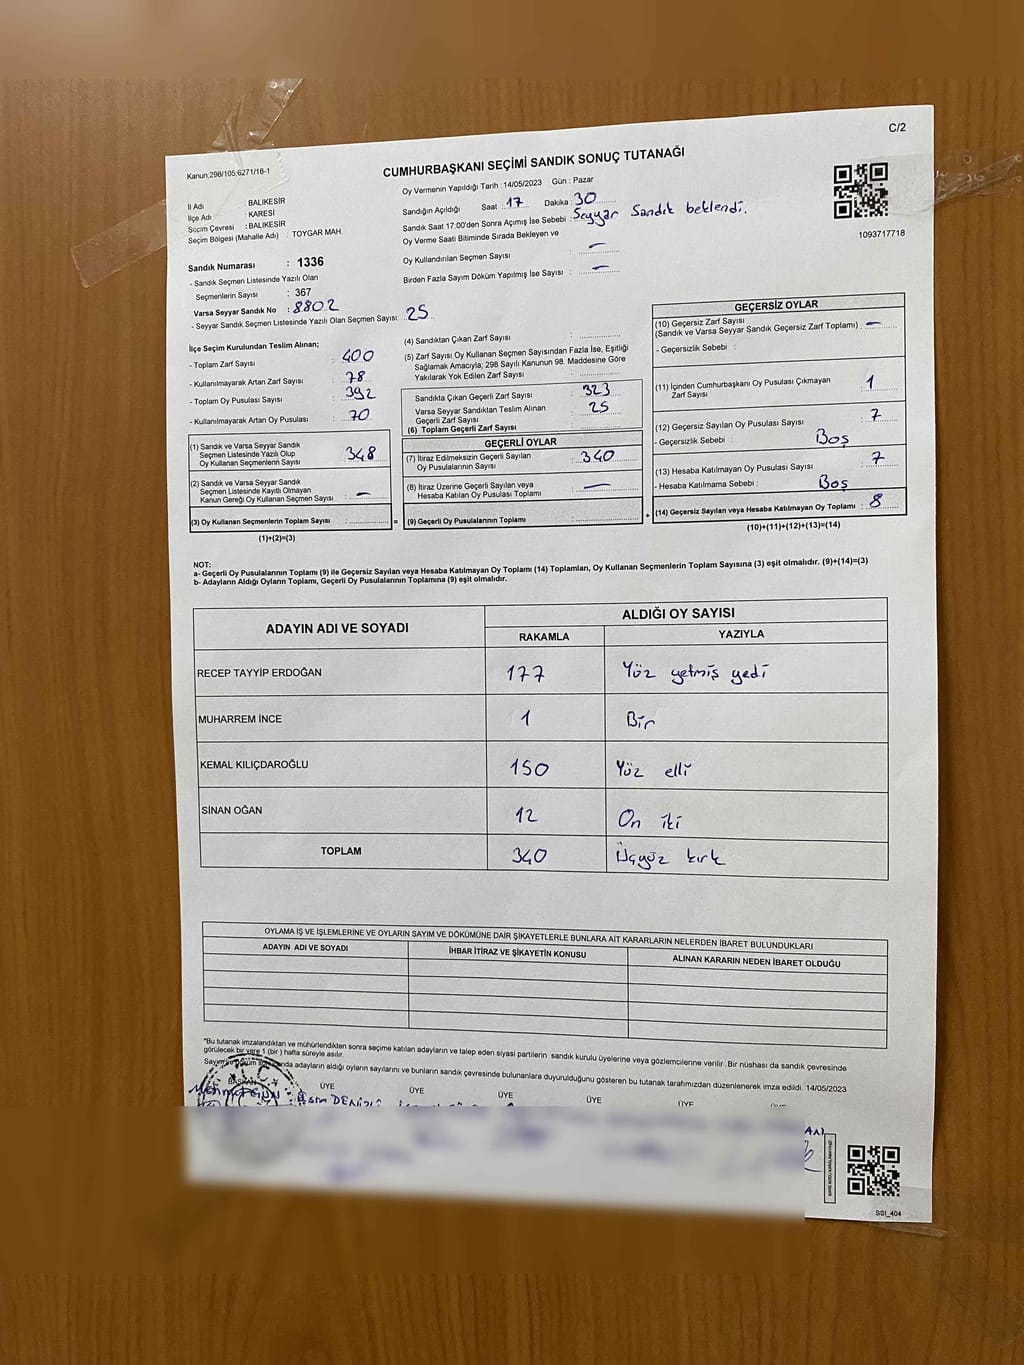 C/2
Kanun:298/105;6271/18-1
CUMHURBAŞKANI SEÇİMİ SANDIK SONUÇ TUTANAĞI
Oy Vermenin Yapıldığı Tarih : 14/05/2023 Gün : Pazar
İl Adı : BALIKESİR
İlçe Adı : KARESİ
Seçim Çevresi : BALIKESİR
Seçim Bölgesi (Mahalle Adı) : TOYGAR MAH.
Sandığın Açıldığı Saat : 17 Dakika : 30
Sandık Saat 17:00'den Sonra Açımış İse Sebebi : Seyyar Sandık beklendi.
Oy Verme Saati Bitiminde Sırada Bekleyen ve
Oy Kullandırılan Seçmen Sayısı : —
Birden Fazla Sayım Döküm Yapılmış İse Sayısı : —
1093717718
Sandık Numarası : 1336
- Sandık Seçmen Listesinde Yazılı Olan
Seçmenlerin Sayısı : 367
Varsa Seyyar Sandık No : 8802
- Seyyar Sandık Seçmen Listesinde Yazılı Olan Seçmen Sayısı : 25
İlçe Seçim Kurulundan Teslim Alınan;
- Toplam Zarf Sayısı : 400
- Kullanılmayarak Artan Zarf Sayısı : 78
- Toplam Oy Pusulası Sayısı : 392
- Kullanılmayarak Artan Oy Pusulası : 70
(1) Sandık ve Varsa Seyyar Sandık
Seçmen Listesinde Yazılı Olup
Oy Kullanan Seçmenlerin Sayısı : 348
(2) Sandık ve Varsa Seyyar Sandık
Seçmen Listesinde Kayıtlı Olmayan
Kanun Gereği Oy Kullanan Seçmen Sayısı : —
(3) Oy Kullanan Seçmenlerin Toplam Sayısı : =
(1)+(2)=(3)
(4) Sandıktan Çıkan Zarf Sayısı :
(5) Zarf Sayısı Oy Kullanan Seçmen Sayısından Fazla İse, Eşitliği
Sağlamak Amacıyla; 298 Sayılı Kanunun 98. Maddesine Göre
Yakılarak Yok Edilen Zarf Sayısı :
Sandıkta Çıkan Geçerli Zarf Sayısı : 323
Varsa Seyyar Sandıktan Teslim Alınan
Geçerli Zarf Sayısı : 25
(6) Toplam Geçerli Zarf Sayısı :
GEÇERLİ OYLAR
(7) İtiraz Edilmeksizin Geçerli Sayılan
Oy Pusulalarının Sayısı : 340
(8) İtiraz Üzerine Geçerli Sayılan veya
Hesaba Katılan Oy Pusulası Toplamı : —
(9) Geçerli Oy Pusulalarının Toplamı : +
GEÇERSİZ OYLAR
(10) Geçersiz Zarf Sayısı
(Sandık ve Varsa Seyyar Sandık Geçersiz Zarf Toplamı) : —
- Geçersizlik Sebebi :
(11) İçinden Cumhurbaşkanı Oy Pusulası Çıkmayan
Zarf Sayısı : 1
(12) Geçersiz Sayılan Oy Pusulası Sayısı : 7
- Geçersizlik Sebebi : Boş
(13) Hesaba Katılmayan Oy Pusulası Sayısı : 7
- Hesaba Katılmama Sebebi : Boş
(14) Geçersiz Sayılan veya Hesaba Katılmayan Oy Toplamı : 8
(10)+(11)+(12)+(13)=(14)
NOT:
a- Geçerli Oy Pusulalarının Toplamı (9) ile Geçersiz Sayılan veya Hesaba Katılmayan Oy Toplamı (14) Toplamları, Oy Kullanan Seçmenlerin Toplam Sayısına (3) eşit olmalıdır. (9)+(14)=(3)
b- Adayların Aldığı Oyların Toplamı, Geçerli Oy Pusulalarının Toplamına (9) eşit olmalıdır.
ADAYIN ADI VE SOYADI
ALDIĞI OY SAYISI
RAKAMLA YAZIYLA
RECEP TAYYİP ERDOĞAN 177 Yüz yetmiş yedi
MUHARREM İNCE 1 Bir
KEMAL KILIÇDAROĞLU 150 Yüz elli
SİNAN OĞAN 12 On iki
TOPLAM 340 Üçyüz kırk
OYLAMA İŞ VE İŞLEMLERİNE VE OYLARIN SAYIM VE DÖKÜMÜNE DAİR ŞİKAYETLERLE BUNLARA AİT KARARLARIN NELERDEN İBARET BULUNDUKLARI
ADAYIN ADI VE SOYADI İHBAR İTİRAZ VE ŞİKAYETİN KONUSU ALINAN KARARIN NEDEN İBARET OLDUĞU
*Bu tutanak imzalandıktan ve mühürlendikten sonra seçime katılan adayların ve talep eden siyasi partilerin sandık kurulu üyelerine veya gözlemcilerine verilir. Bir nüshası da sandık çevresinde
görülecek bir yere 1 (bir) hafta süreyle asılır.
adayların aldığı oyların sayılarını ve bunların sandık çevresinde bulunanlara duyurulduğunu gösteren bu tutanak tarafımızdan düzenlenerek imza edildi. 14/05/2023
BAŞKAN ÜYE ÜYE ÜYE ÜYE ÜYE
DENİZLİ
SSİ_404